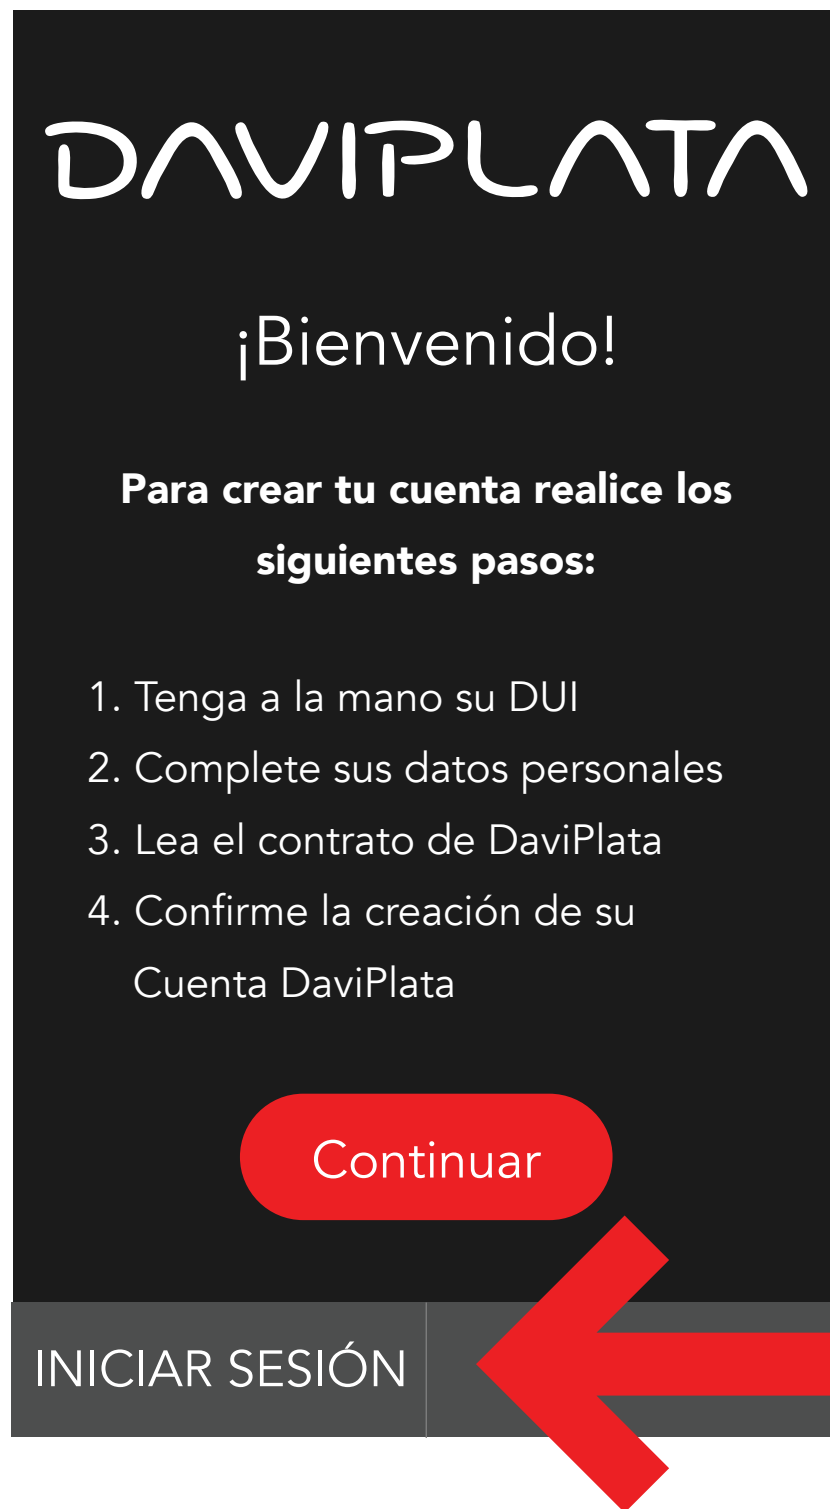 DAVIPLATA
¡Bienvenido!
Para crear tu cuenta realice los
siguientes pasos:
1. Tenga a la mano su DUI
2. Complete sus datos personales
3. Lea el contrato de DaviPlata
4. Confirme la creación de su
Cuenta DaviPlata
Continuar
INICIAR SESIÓN